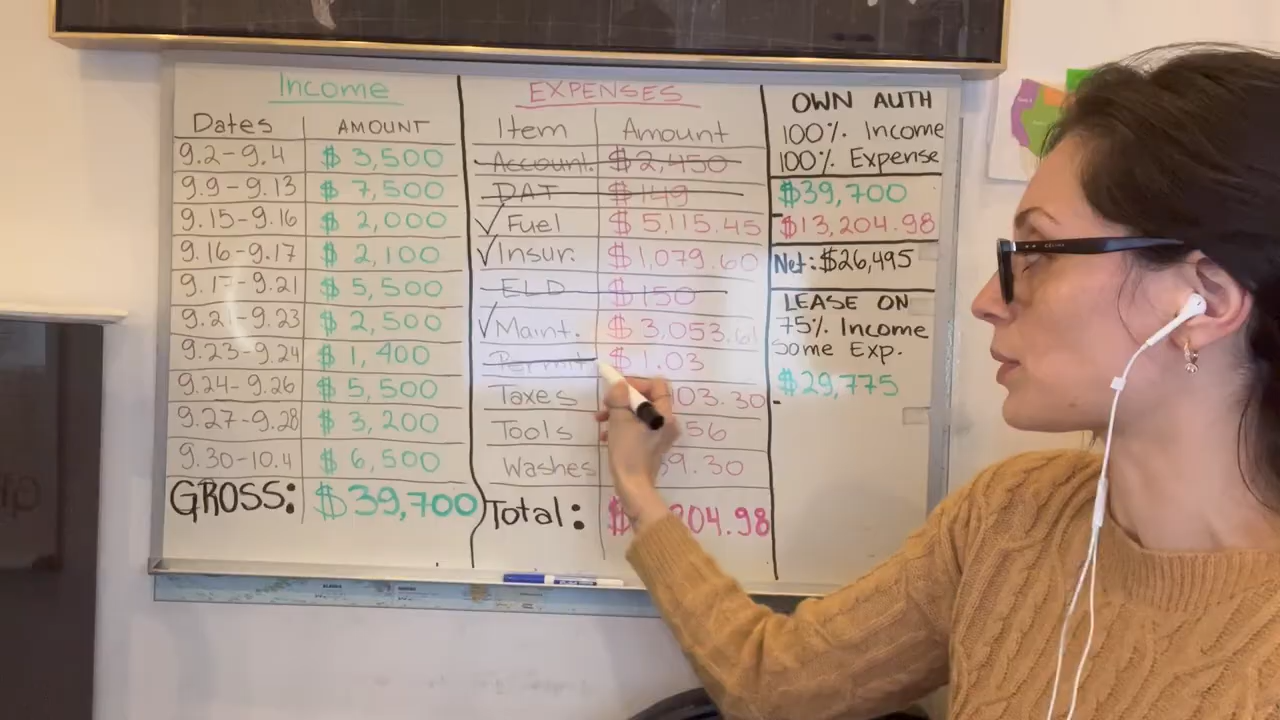 Income
Dates AMOUNT
9.2-9.4 $3,500
9.9-9.13 $7,500
9.15-9.16 $2,000
9.16-9.17 $2,100
9.17-9.21 $5,500
9.21-9.23 $2,500
9.23-9.24 $1,400
9.24-9.26 $5,500
9.27-9.28 $3,200
9.30-10.4 $6,500
GROSS: $39,700
EXPENSES
Item Amount
Account. $2,450
DAT $149
✓ Fuel $5,115.45
✓ Insur. $1,079.60
ELD $150
✓ Maint. $3,053.61
Permit $1.03
Taxes 03.30
Tools 56
Washes 9.30
Total: $ 204.98
OWN AUTH
100% Income
100% Expense
$39,700
-$13,204.98
Net: $26,495
LEASE ON
75% Income
Some Exp.
$29,775
-